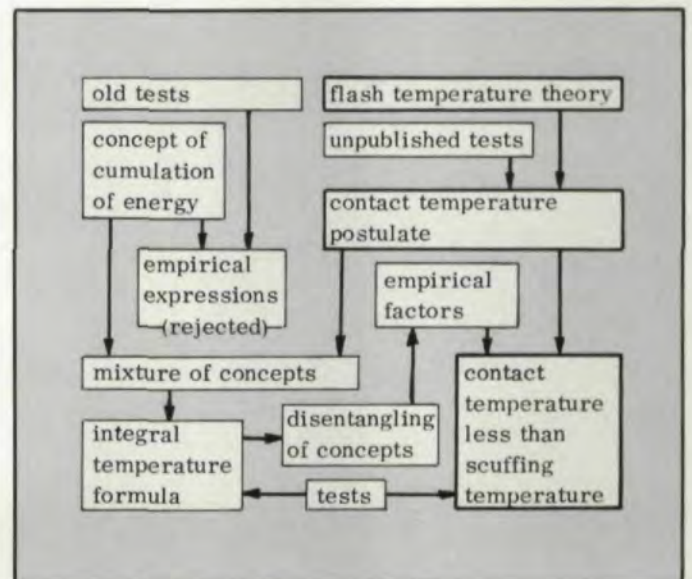 old tests
flash temperature theory
concept of
cumulation
of energy
unpublished tests
contact temperature
postulate
empirical
expressions
(rejected)
empirical
factors
mixture of concepts
contact
temperature
less than
scuffing
temperature
integral
temperature
formula
disentangling
of concepts
tests